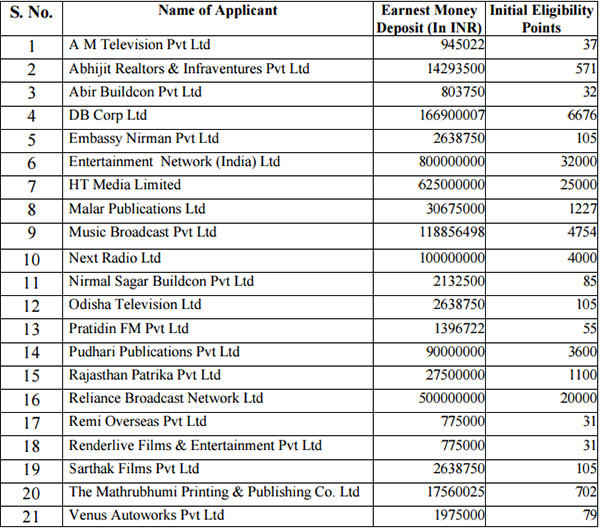 S. No. Name of Applicant Earnest Money Deposit (In INR) Initial Eligibility Points
1 A M Television Pvt Ltd 945022 37
2 Abhijit Realtors & Infraventures Pvt Ltd 14293500 571
3 Abir Buildcon Pvt Ltd 803750 32
4 DB Corp Ltd 166900007 6676
5 Embassy Nirman Pvt Ltd 2638750 105
6 Entertainment Network (India) Ltd 800000000 32000
7 HT Media Limited 625000000 25000
8 Malar Publications Ltd 30675000 1227
9 Music Broadcast Pvt Ltd 118856498 4754
10 Next Radio Ltd 100000000 4000
11 Nirmal Sagar Buildcon Pvt Ltd 2132500 85
12 Odisha Television Ltd 2638750 105
13 Pratidin FM Pvt Ltd 1396722 55
14 Pudhari Publications Pvt Ltd 90000000 3600
15 Rajasthan Patrika Pvt Ltd 27500000 1100
16 Reliance Broadcast Network Ltd 500000000 20000
17 Remi Overseas Pvt Ltd 775000 31
18 Renderlive Films & Entertainment Pvt Ltd 775000 31
19 Sarthak Films Pvt Ltd 2638750 105
20 The Mathrubhumi Printing & Publishing Co. Ltd 17560025 702
21 Venus Autoworks Pvt Ltd 1975000 79